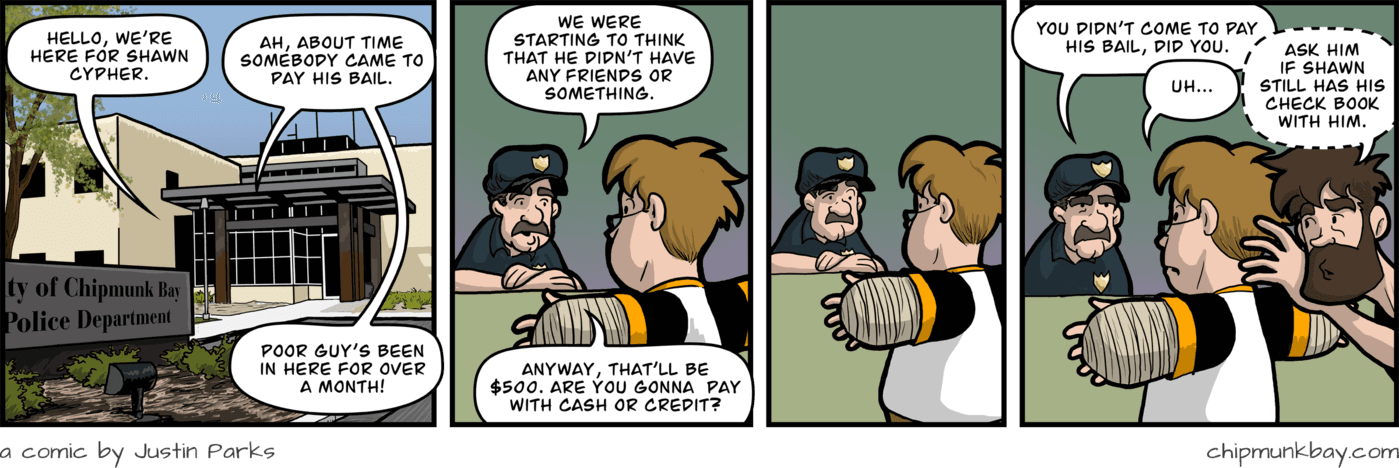 HELLO, WE'RE
HERE FOR SHAWN
CYPHER.
AH, ABOUT TIME
SOMEBODY CAME TO
PAY HIS BAIL.
ty of Chipmunk Bay
Police Department
POOR GUY'S BEEN
IN HERE FOR OVER
A MONTH!
WE WERE
STARTING TO THINK
THAT HE DIDN'T HAVE
ANY FRIENDS OR
SOMETHING.
ANYWAY, THAT'LL BE
$500. ARE YOU GONNA PAY
WITH CASH OR CREDIT?
YOU DIDN'T COME TO PAY
HIS BAIL, DID YOU.
UH...
ASK HIM
IF SHAWN
STILL HAS HIS
CHECK BOOK
WITH HIM.
a comic by Justin Parks
chipmunkbay.com